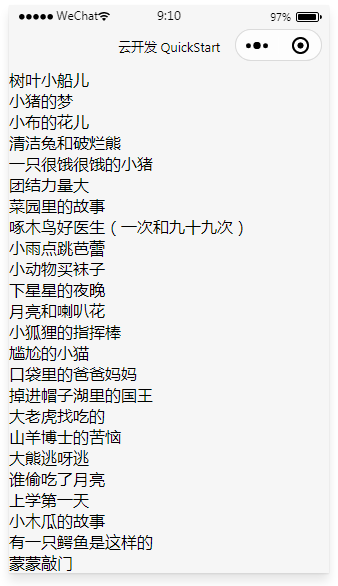 WeChat 9:10 97%
云开发 QuickStart
树叶小船儿
小猪的梦
小布的花儿
清洁兔和破烂熊
一只很饿很饿的小猪
团结力量大
菜园里的故事
啄木鸟好医生（一次和九十九次）
小雨点跳芭蕾
小动物买袜子
下星星的夜晚
月亮和喇叭花
小狐狸的指挥棒
尴尬的小猫
口袋里的爸爸妈妈
掉进帽子湖里的国王
大老虎找吃的
山羊博士的苦恼
大熊逃呀逃
谁偷吃了月亮
上学第一天
小木瓜的故事
有一只鳄鱼是这样的
蒙蒙敲门